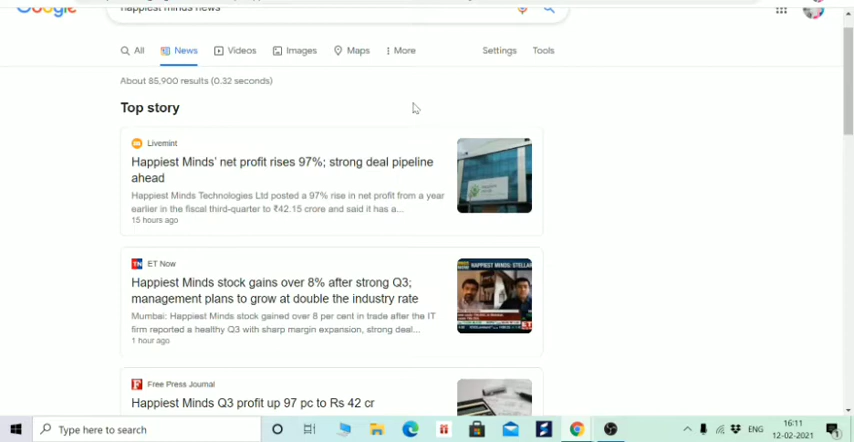 happiest minds news
All News Videos Images Maps More Settings Tools
About 85,900 results (0.32 seconds)
Top story
Livemint
Happiest Minds' net profit rises 97%; strong deal pipeline
ahead
Happiest Minds Technologies Ltd posted a 97% rise in net profit from a year
earlier in the fiscal third-quarter to ₹42.15 crore and said it has a...
15 hours ago
ET Now
Happiest Minds stock gains over 8% after strong Q3;
management plans to grow at double the industry rate
Mumbai: Happiest Minds stock gained over 8 per cent in trade after the IT
firm reported a healthy Q3 with sharp margin expansion, strong deal...
1 hour ago
HAPPIEST MINDS: STELLAR
Free Press Journal
Happiest Minds Q3 profit up 97 pc to Rs 42 cr
Type here to search
ENG
16:11
12-02-2021